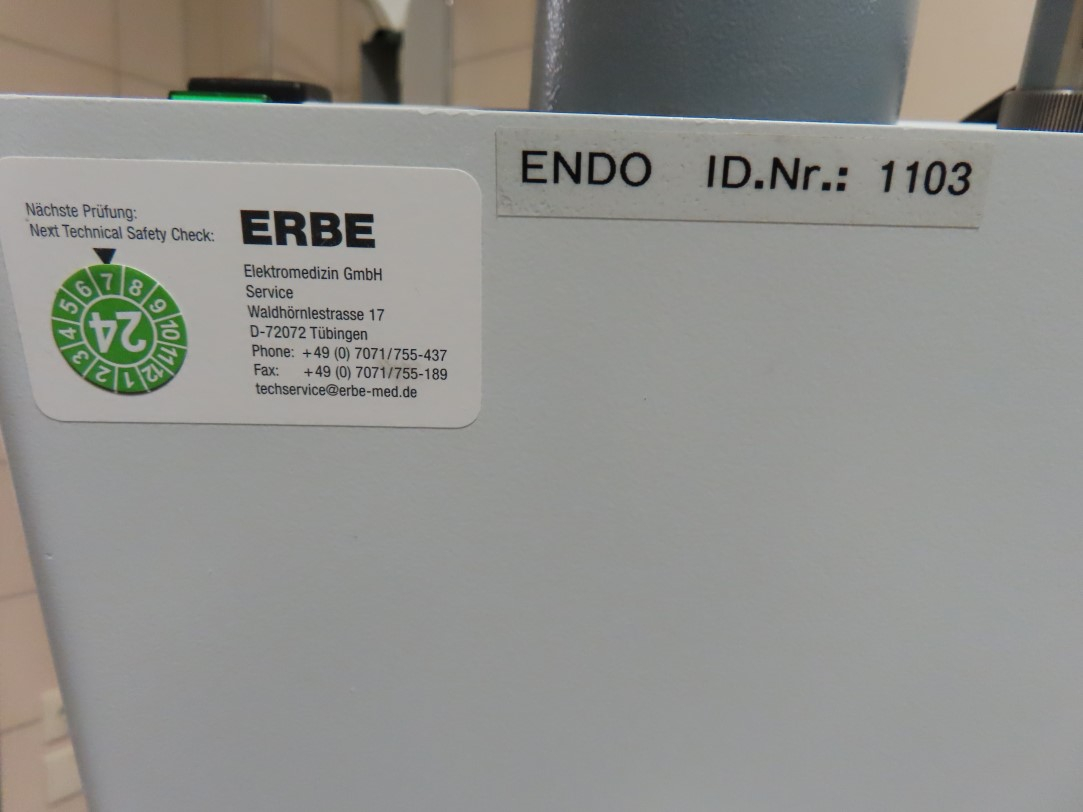 Nächste Prüfung:
Next Technical Safety Check:
1 2 3 4 5 6 7 8 9 10 11 12
24
ERBE
Elektromedizin GmbH
Service
Waldhörnlestrasse 17
D-72072 Tübingen
Phone: +49 (0) 7071/755-437
Fax: +49 (0) 7071/755-189
techservice@erbe-med.de
ENDO ID.Nr.: 1103